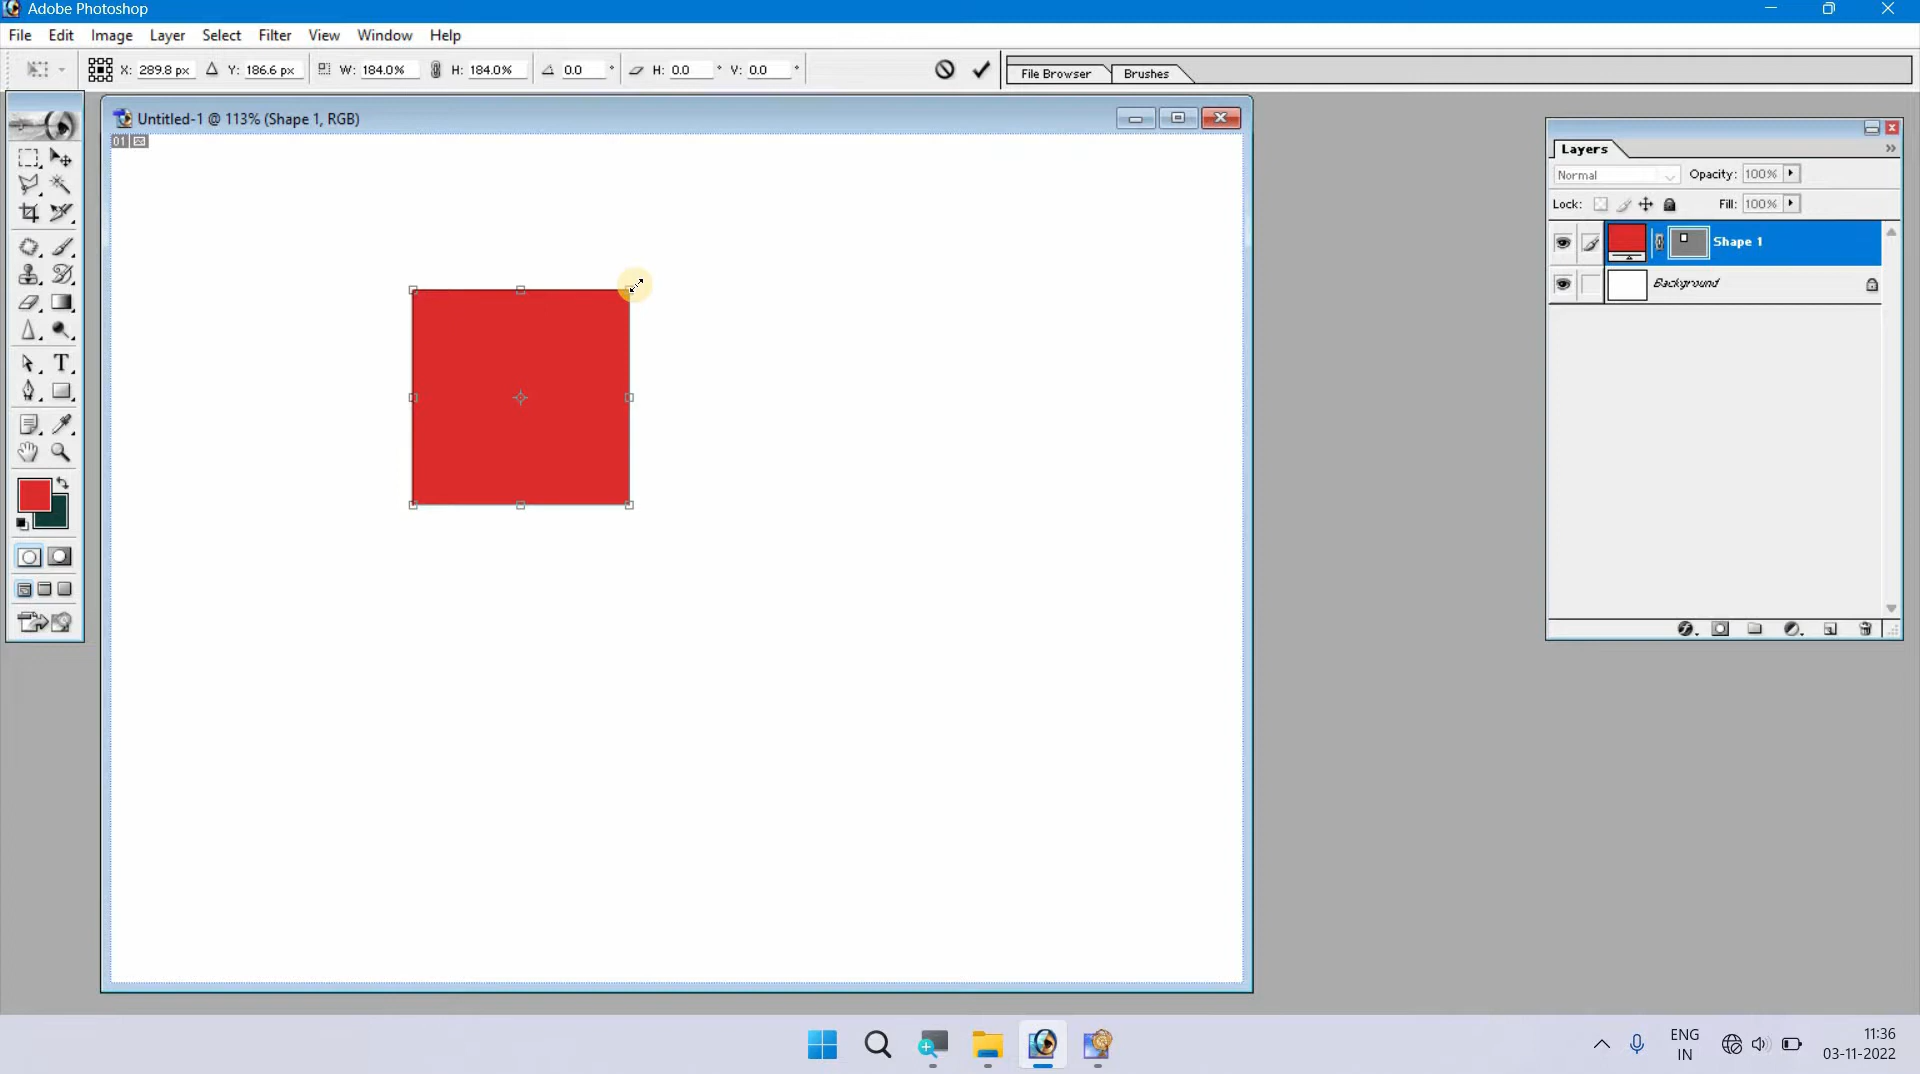 Adobe Photoshop
File Edit Image Layer Select Filter View Window Help
X: 289.8 px Y: 186.6 px W: 184.0% H: 184.0% 0.0 ° H: 0.0 ° V: 0.0 ° File Browser Brushes
Untitled-1 @ 113% (Shape 1, RGB)
01
Layers
Normal Opacity: 100%
Lock: Fill: 100%
Shape 1
Background
T
ENG
IN
11:36
03-11-2022